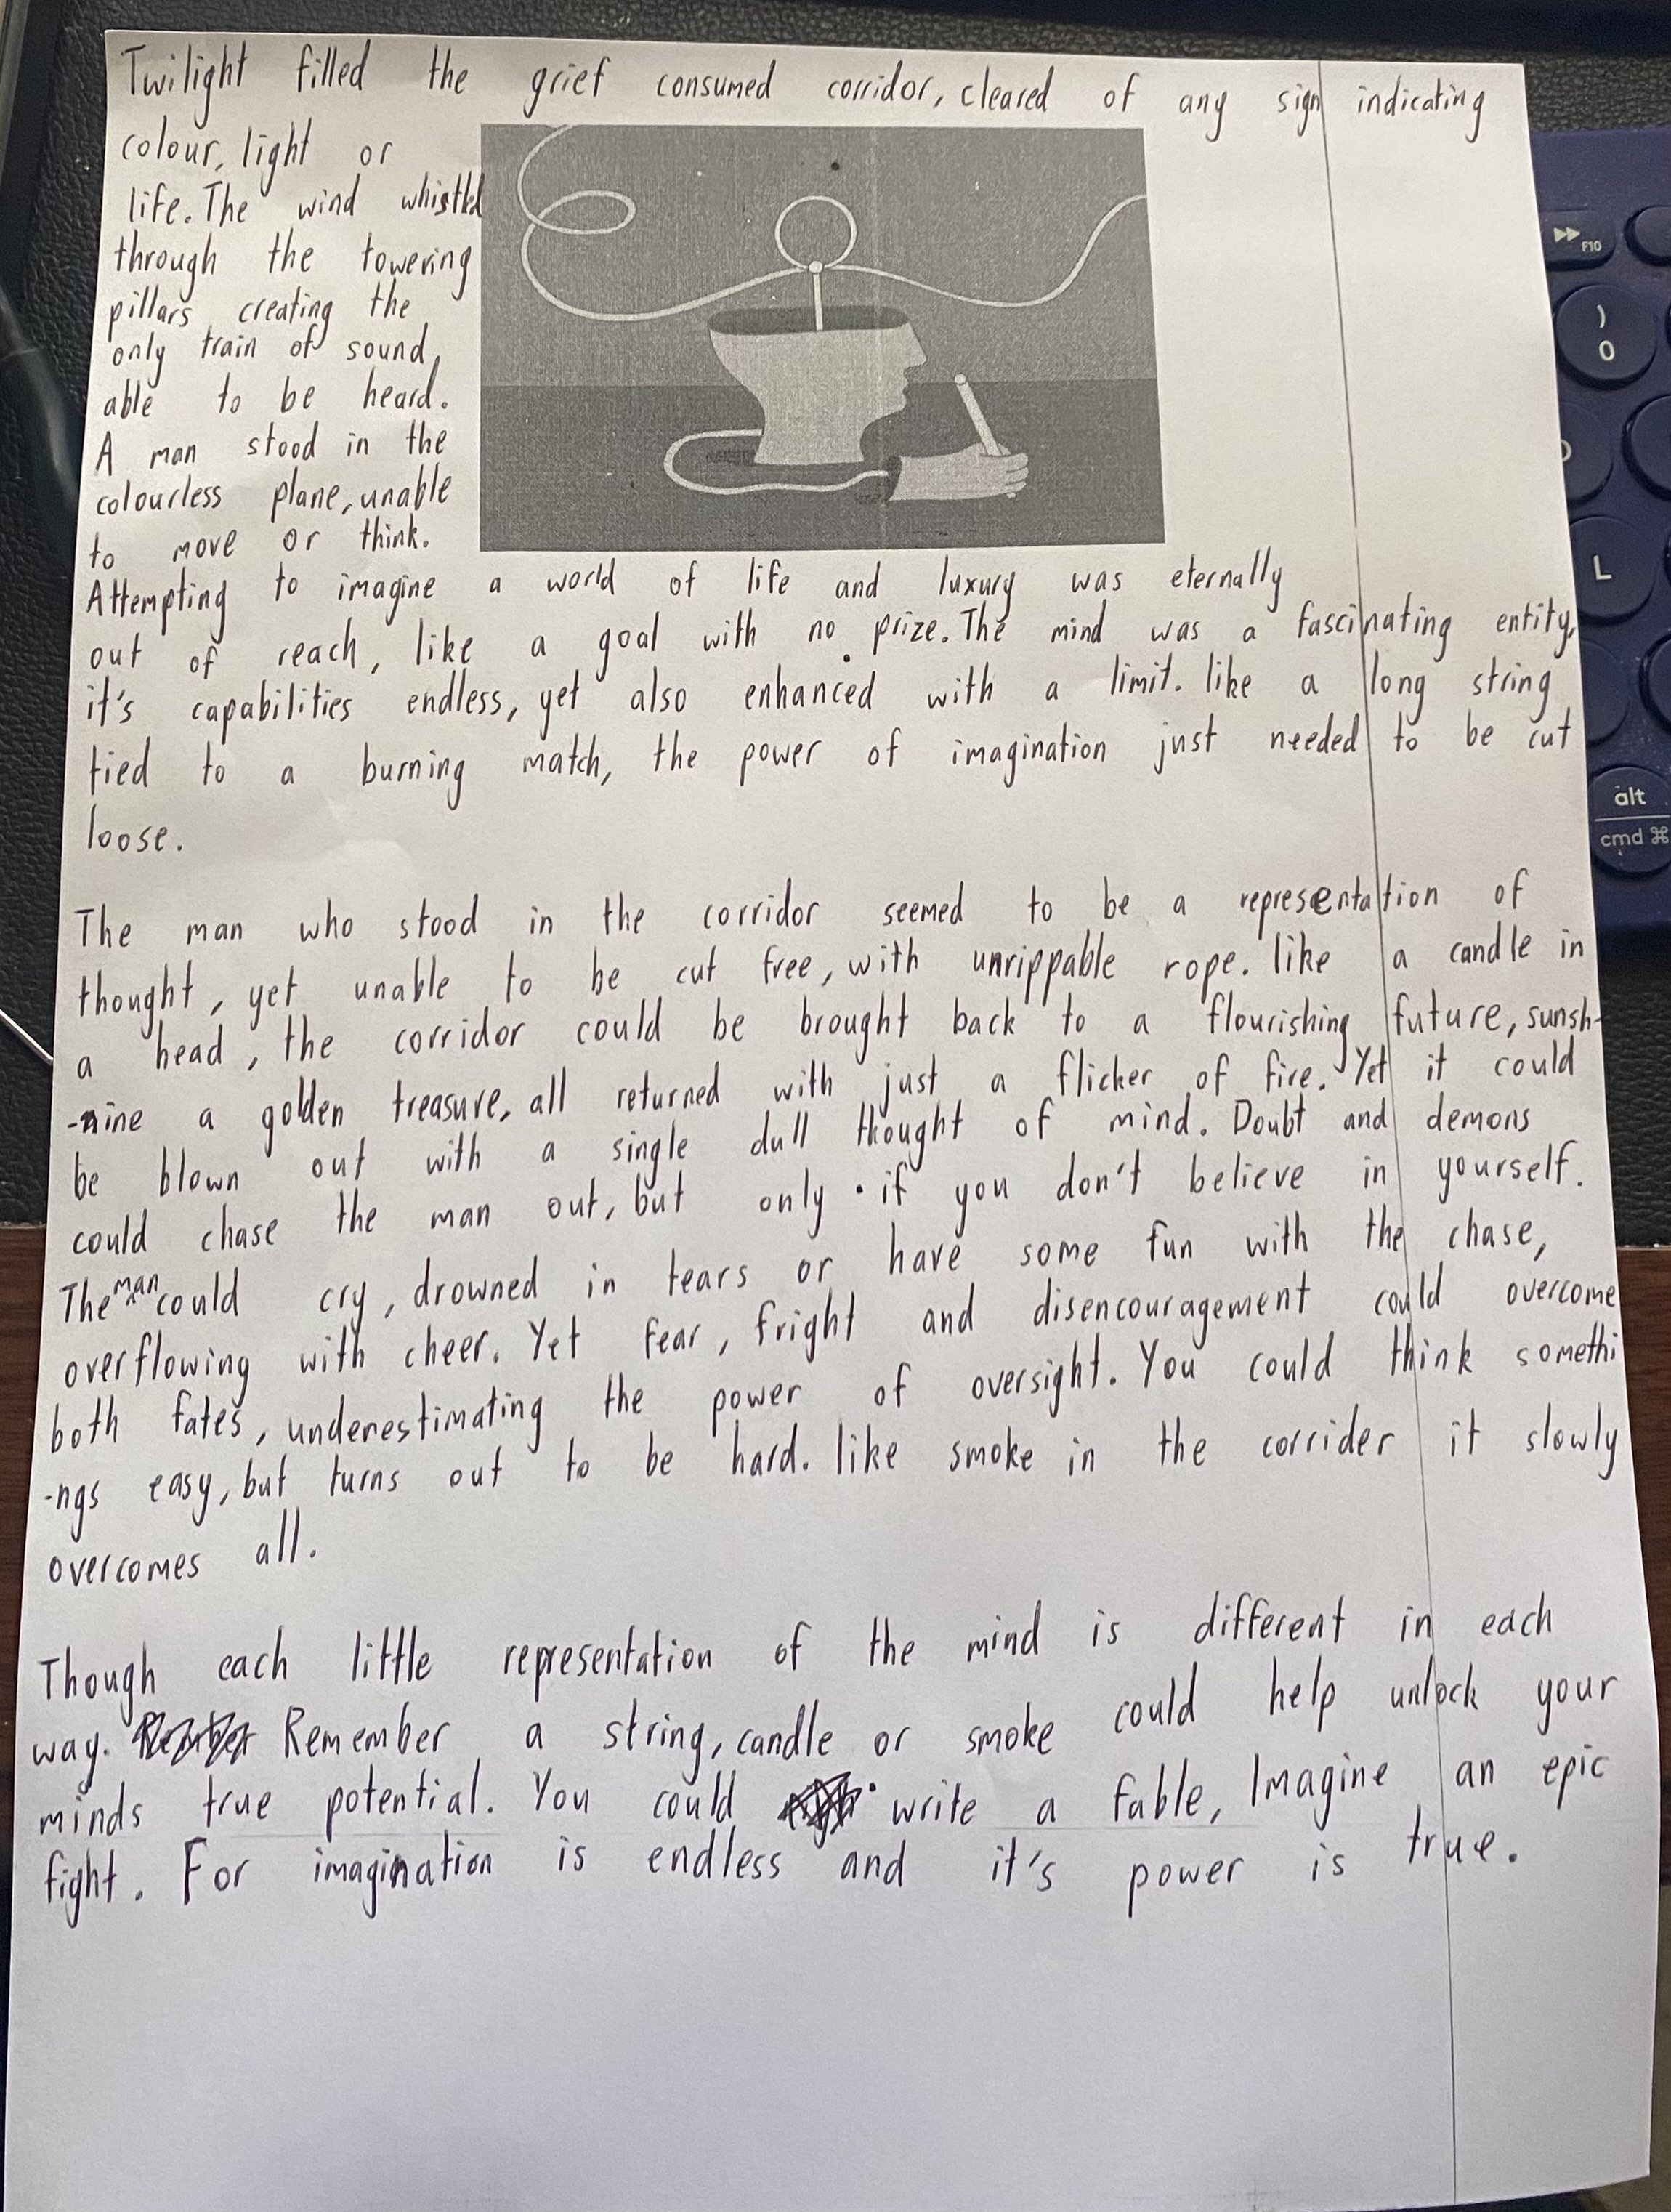 Twilight filled the grief consumed corridor, cleared of any sign indicating
colour, light or
life. The wind whistled
through the towering
pillars creating the
only train of sound,
able to be heard.
A man stood in the
colourless plane, unable
to move or think.
Attempting to imagine a world of life and luxury was eternally
out of reach, like a goal with no prize. The mind was a fascinating entity,
it's capabilities endless, yet also enhanced with a limit. like a long string
tied to a burning match, the power of imagination just needed to be cut
loose.
The man who stood in the corridor seemed to be a representation of
thought, yet unable to be cut free, with unrippable rope. like a candle in
a head, the corridor could be brought back to a flourishing future, sunsh-
-nine a golden treasure, all returned with just a flicker of fire. Yet it could
be blown out with a single dull thought of mind. Doubt and demons
could chase the man out, but only if you don't believe in yourself.
The man could cry, drowned in tears or have some fun with the chase,
overflowing with cheer. Yet fear, fright and disencouragement could overcome
both fates, underestimating the power of oversight. You could think somethi
-ngs easy, but turns out to be hard. like smoke in the corrider it slowly
overcomes all.
Though each little representation of the mind is different in each
way. Remember a string, candle or smoke could help unlock your
minds true potential. You could write a fable, Imagine an epic
fight. For imagination is endless and it's power is true.
F10
)
0
L
alt
cmd ⌘